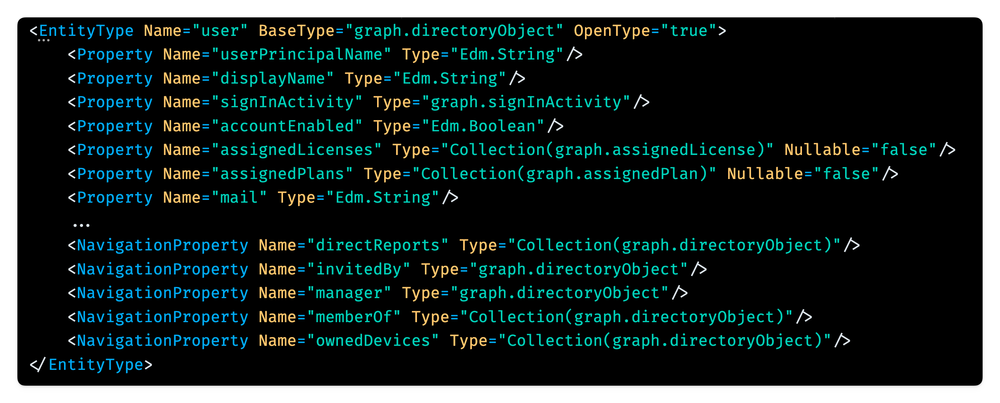 <EntityType Name="user" BaseType="graph.directoryObject" OpenType="true">
<Property Name="userPrincipalName" Type="Edm.String"/>
<Property Name="displayName" Type="Edm.String"/>
<Property Name="signInActivity" Type="graph.signInActivity"/>
<Property Name="accountEnabled" Type="Edm.Boolean"/>
<Property Name="assignedLicenses" Type="Collection(graph.assignedLicense)" Nullable="false"/>
<Property Name="assignedPlans" Type="Collection(graph.assignedPlan)" Nullable="false"/>
<Property Name="mail" Type="Edm.String"/>
...
<NavigationProperty Name="directReports" Type="Collection(graph.directoryObject)"/>
<NavigationProperty Name="invitedBy" Type="graph.directoryObject"/>
<NavigationProperty Name="manager" Type="graph.directoryObject"/>
<NavigationProperty Name="memberOf" Type="Collection(graph.directoryObject)"/>
<NavigationProperty Name="ownedDevices" Type="Collection(graph.directoryObject)"/>
</EntityType>